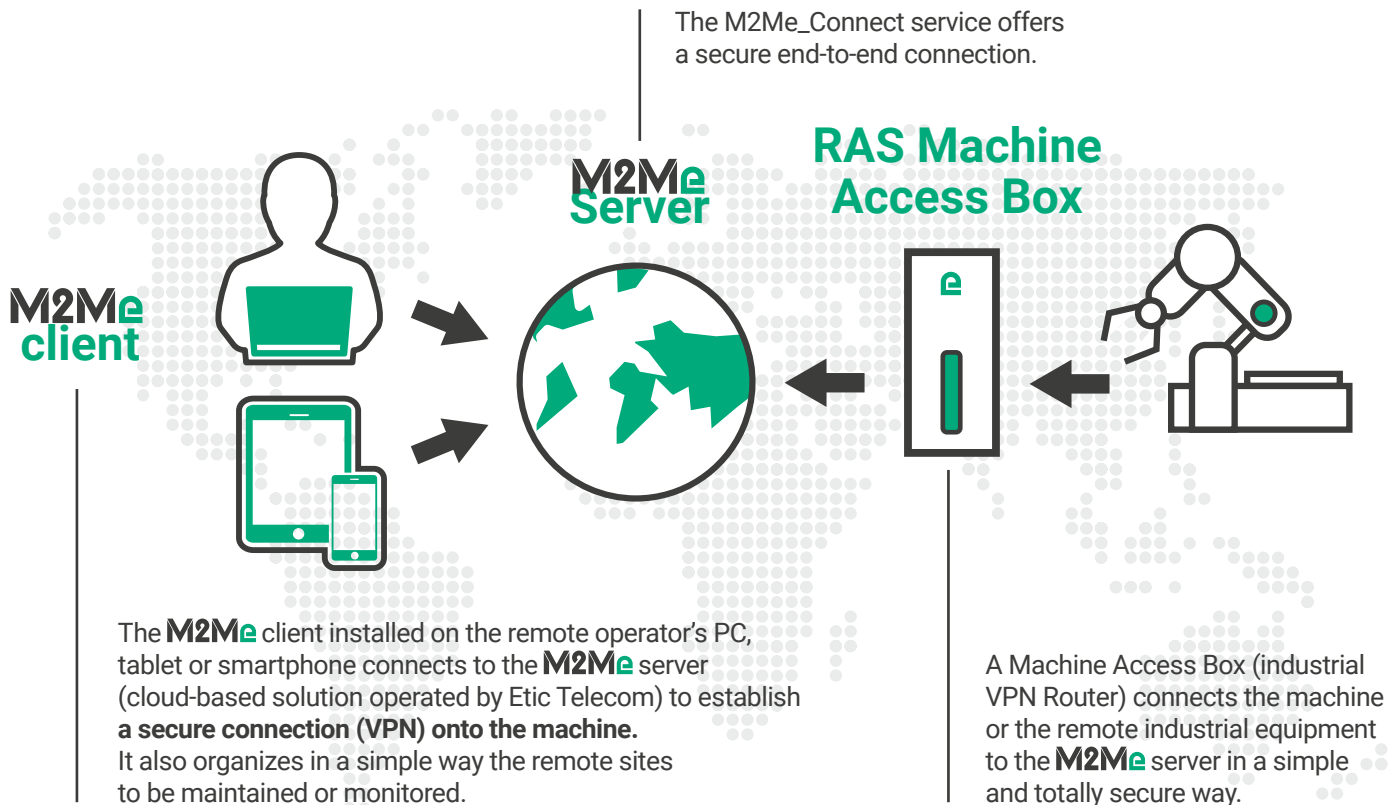 The M2Me_Connect service offers
a secure end-to-end connection.
M2Me
Server
RAS Machine
Access Box
M2Me
client
The M2Me client installed on the remote operator's PC,
tablet or smartphone connects to the M2Me server
(cloud-based solution operated by Etic Telecom) to establish
a secure connection (VPN) onto the machine.
It also organizes in a simple way the remote sites
to be maintained or monitored.
A Machine Access Box (industrial
VPN Router) connects the machine
or the remote industrial equipment
to the M2Me server in a simple
and totally secure way.